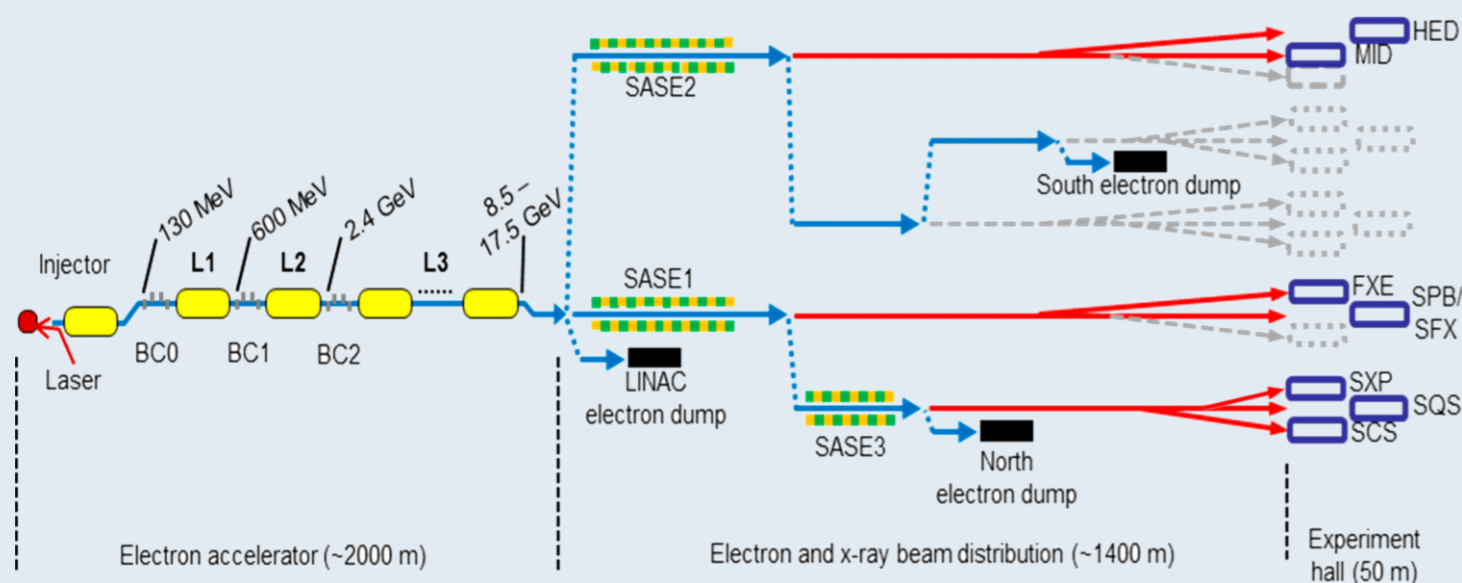 HED
MID
SASE2
South electron dump
130 MeV
600 MeV
2.4 GeV
8.5 –
17.5 GeV
Injector
L1
L2
L3
......
SASE1
FXE
SPB/
SFX
BC0
BC1
BC2
Laser
LINAC
electron dump
SXP
SQS
SCS
SASE3
North
electron dump
Electron accelerator (~2000 m)
Electron and x-ray beam distribution (~1400 m)
Experiment
hall (50 m)